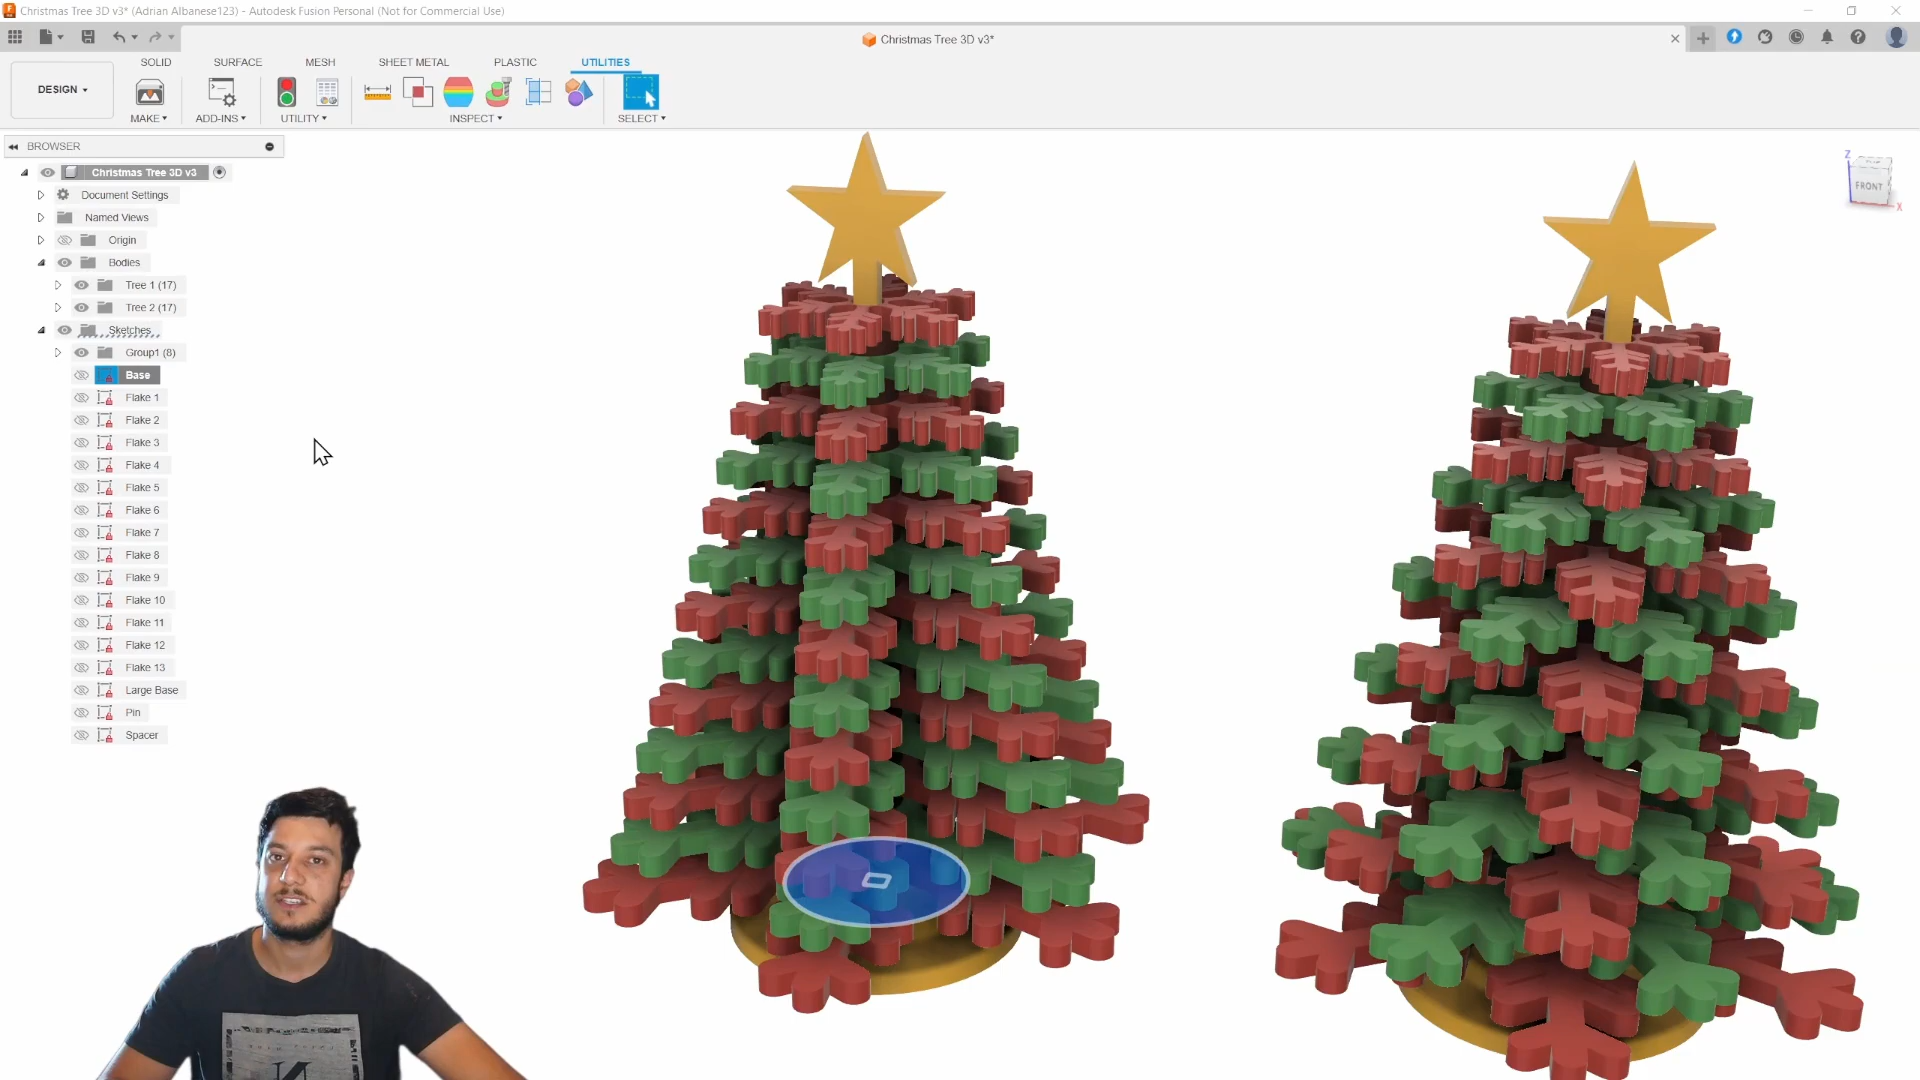 Christmas Tree 3D v3* (Adrian Albanese123) - Autodesk Fusion Personal (Not for Commercial Use)
Christmas Tree 3D v3*
DESIGN
SOLID SURFACE MESH SHEET METAL PLASTIC UTILITIES
MAKE ADD-INS UTILITY INSPECT SELECT
BROWSER
Christmas Tree 3D v3
Document Settings
Named Views
Origin
Bodies
Tree 1 (17)
Tree 2 (17)
Sketches
Group1 (8)
Base
Flake 1
Flake 2
Flake 3
Flake 4
Flake 5
Flake 6
Flake 7
Flake 8
Flake 9
Flake 10
Flake 11
Flake 12
Flake 13
Large Base
Pin
Spacer
Z
FRONT
X